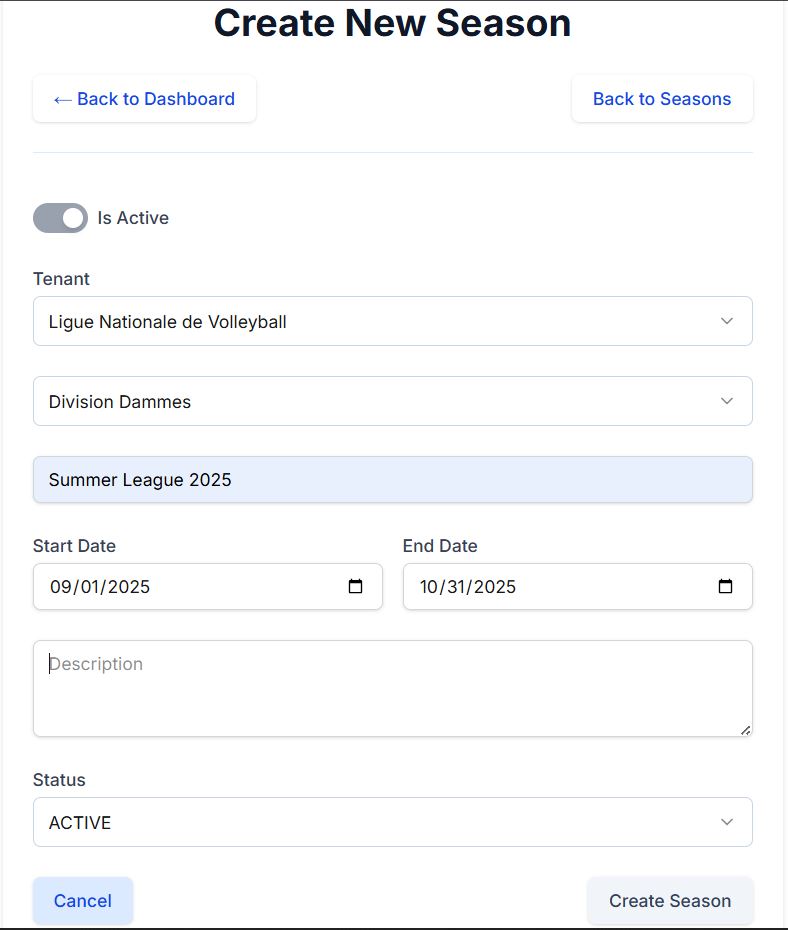 Create New Season
← Back to Dashboard
Back to Seasons
Is Active
Tenant
Ligue Nationale de Volleyball
Division Dammes
Summer League 2025
Start Date
End Date
09/01/2025
10/31/2025
Description
Status
ACTIVE
Cancel
Create Season